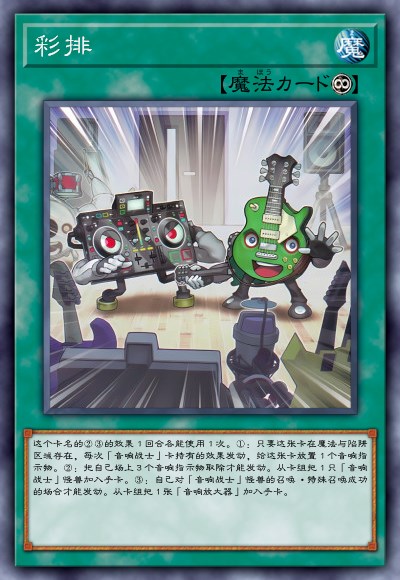 彩排
魔
【魔法カード】
まほう
这个卡名的②③的效果1回合各能使用1次。①：只要这张卡在魔法与陷阱
区域存在，每次「音响战士」卡持有的效果发动，给这张卡放置1个音响指
示物。②：把自己场上3个音响指示物取除才能发动。从卡组把1只「音响
战士」怪兽加入手卡。③：自己对「音响战士」怪兽的召唤·特殊召唤成功
的场合才能发动。从卡组把1张「音响放大器」加入手卡。